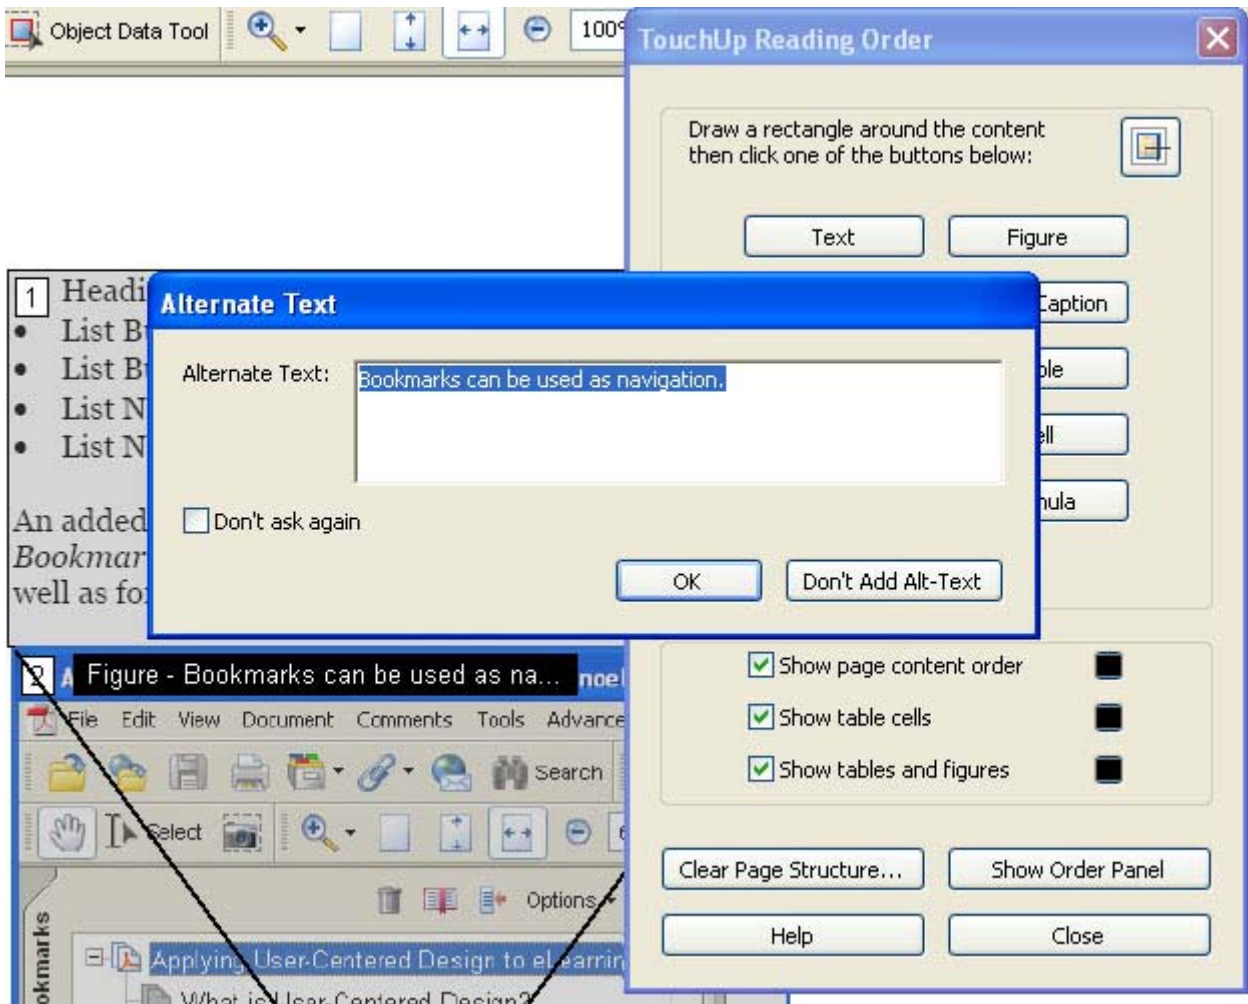 Object Data Tool
100%
TouchUp Reading Order
Draw a rectangle around the content
then click one of the buttons below:
Text
Figure
1
Headi
Alternate Text
Caption
List B
Alternate Text:
Bookmarks can be used as navigation.
ble
List B
List N
ell
List N
nula
An added
Don't ask again
Bookmar
well as fo
OK
Don't Add Alt-Text
Show page content order
2
A
Figure - Bookmarks can be used as na...
noel
File Edit View Document Comments Tools Advance
Show table cells
Search
Show tables and figures
Select
6
Clear Page Structure...
Show Order Panel
Options
okmarks
Help
Close
Applying User-Centered Design to eLearnin
What is User-Centered Design?